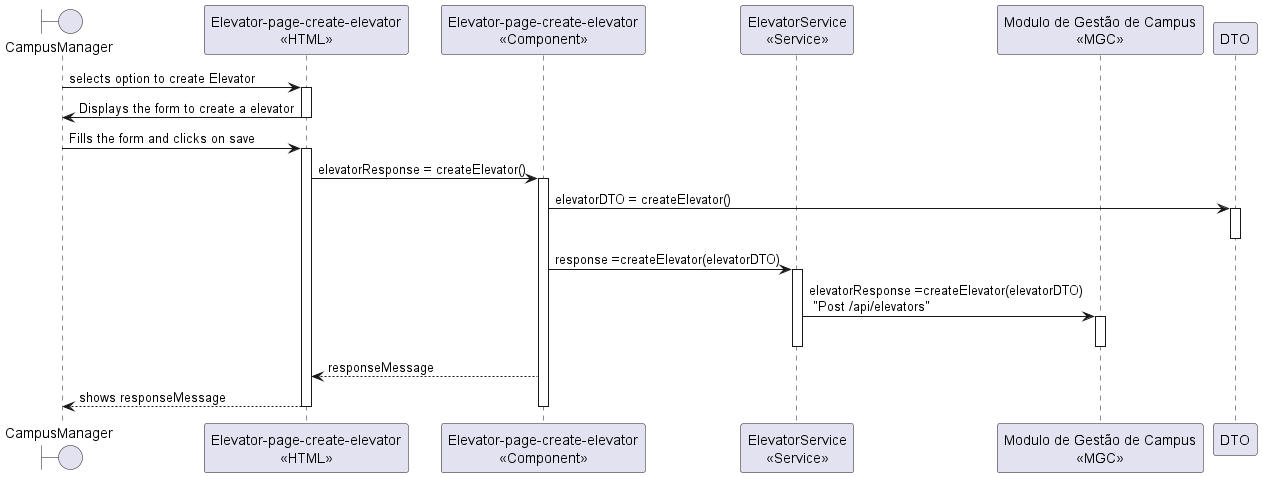 CampusManager
Elevator-page-create-elevator
«HTML»
Elevator-page-create-elevator
«Component»
ElevatorService
«Service»
Modulo de Gestão de Campus
«MGC»
DTO
selects option to create Elevator
Displays the form to create a elevator
Fills the form and clicks on save
elevatorResponse = createElevator()
elevatorDTO = createElevator()
response =createElevator(elevatorDTO)
elevatorResponse =createElevator(elevatorDTO)
"Post /api/elevators"
responseMessage
shows responseMessage
CampusManager
Elevator-page-create-elevator
«HTML»
Elevator-page-create-elevator
«Component»
ElevatorService
«Service»
Modulo de Gestão de Campus
«MGC»
DTO